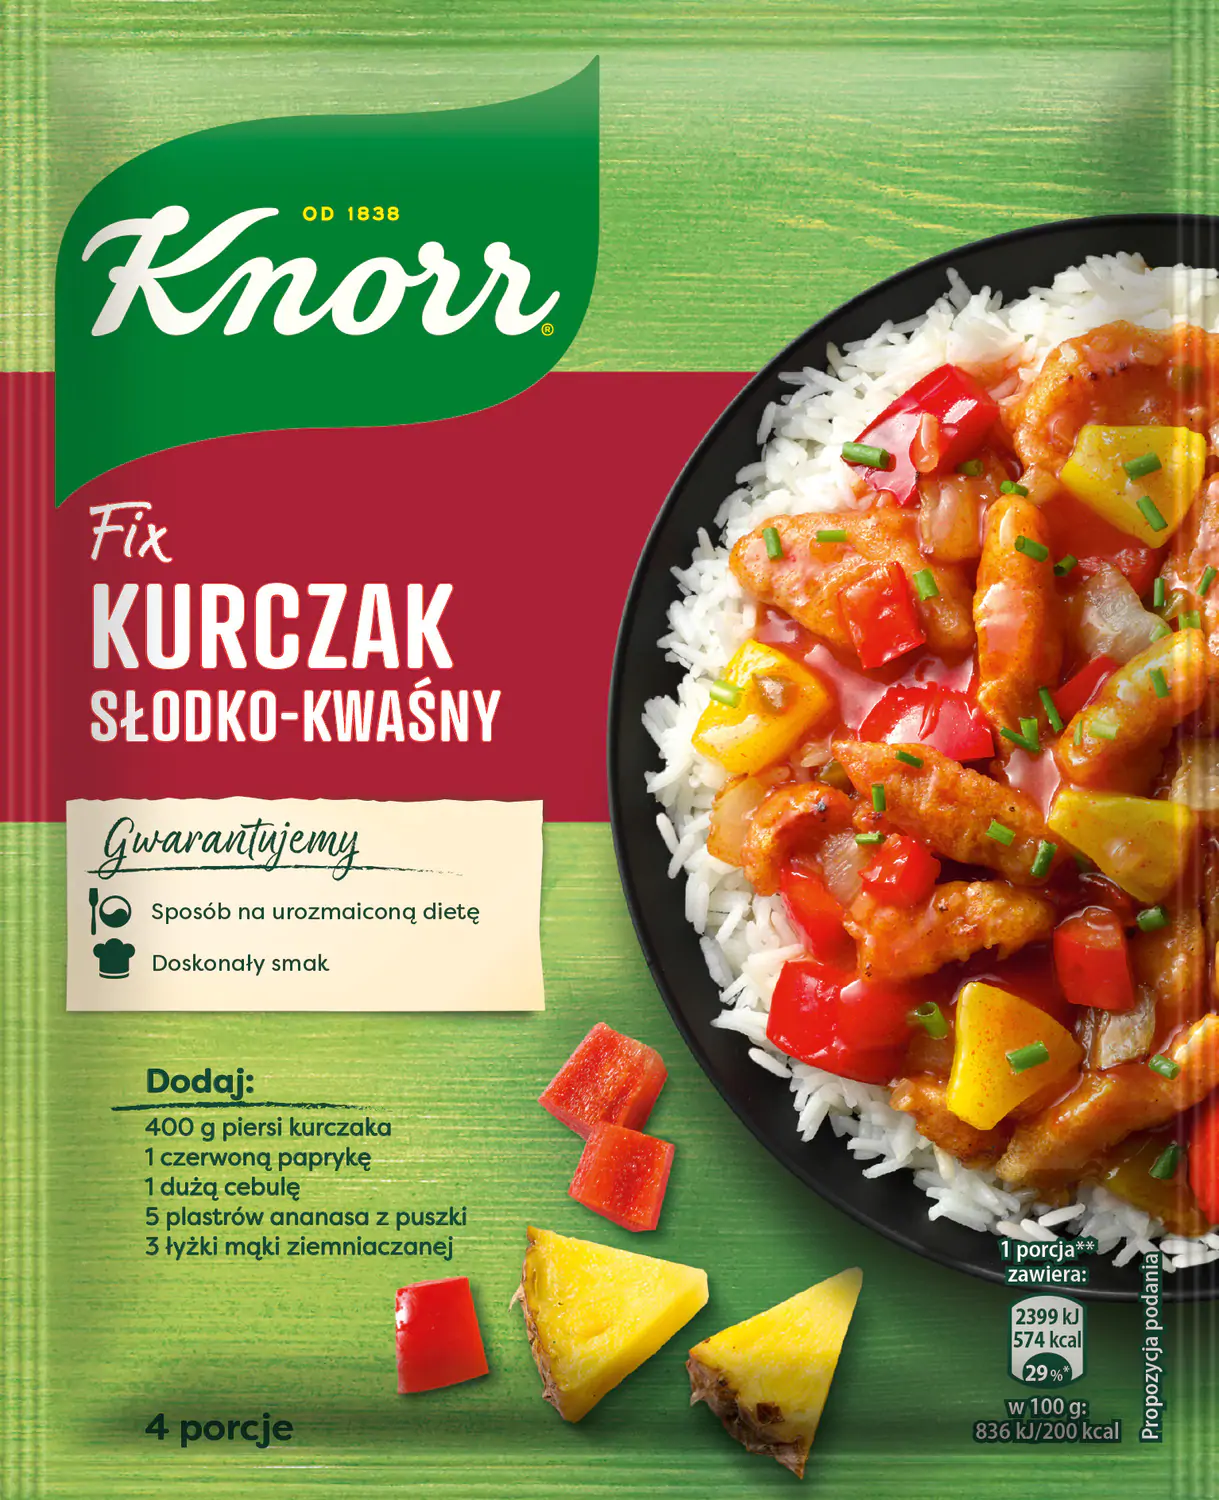 OD 1838
Knorr®
Fix
KURCZAK
SŁODKO-KWAŚNY
Gwarantujemy
Sposób na urozmaiconą dietę
Doskonały smak
Dodaj:
400 g piersi kurczaka
1 czerwoną paprykę
1 dużą cebulę
5 plastrów ananasa z puszki
3 łyżki mąki ziemniaczanej
4 porcje
1 porcja**
zawiera:
2399 kJ
574 kcal
29%*
w 100 g:
836 kJ/200 kcal
Propozycja podania